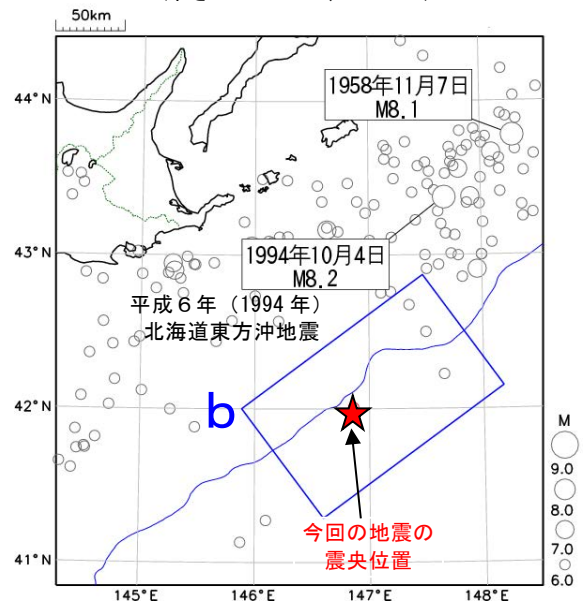 50km
44°N
43°N
42°N
41°N
145°E
146°E
147°E
148°E
1958年11月7日
M8.1
1994年10月4日
M8.2
平成6年(1994年)
北海道東方沖地震
b
今回の地震の
震央位置
M
9.0
8.0
7.0
6.0